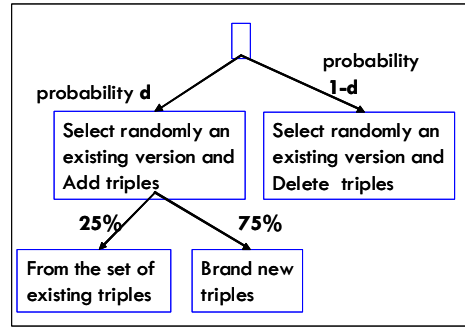 probability
1-d
probability d
Select randomly an
existing version and
Add triples
Select randomly an
existing version and
Delete triples
25%
75%
From the set of
existing triples
Brand new
triples